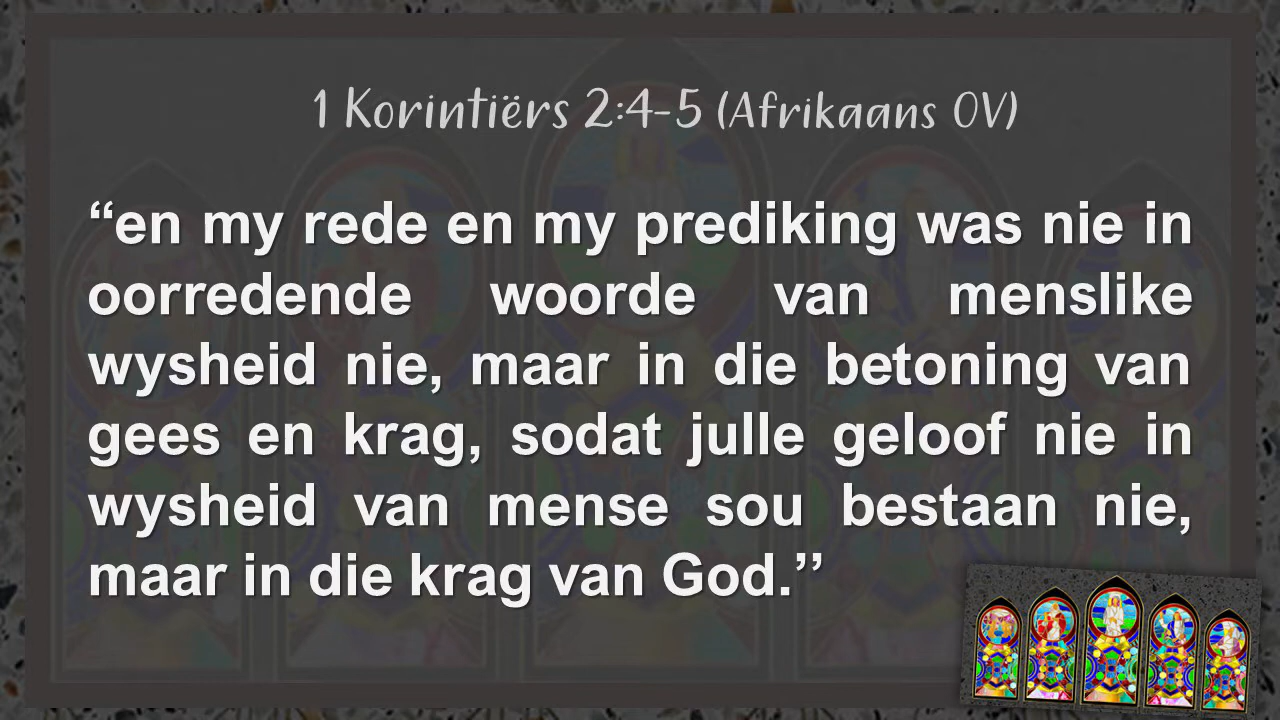 1 Korintiërs 2:4-5 (Afrikaans OV)
“en my rede en my prediking was nie in
oorredende woorde van menslike
wysheid nie, maar in die betoning van
gees en krag, sodat julle geloof nie in
wysheid van mense sou bestaan nie,
maar in die krag van God.’’